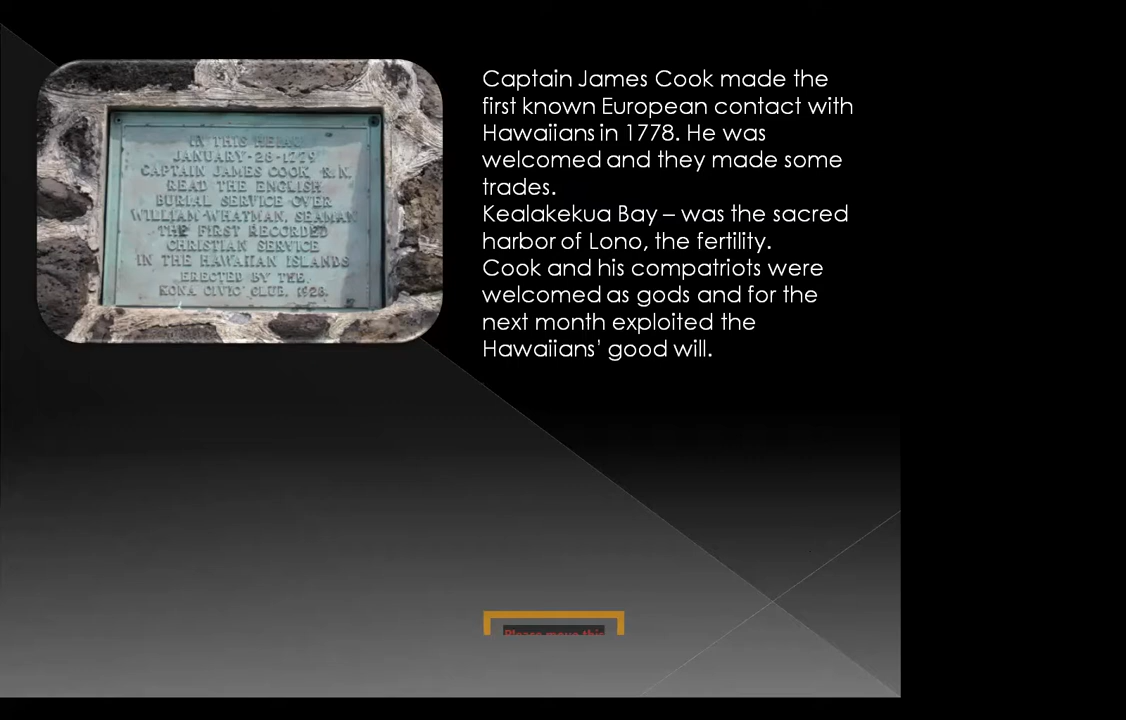 IN THIS HEIAU
JANUARY·28·1779
CAPTAIN JAMES COOK R.N.
READ THE ENGLISH
BURIAL SERVICE OVER
WILLIAM WHATMAN, SEAMAN
THE FIRST RECORDED
CHRISTIAN SERVICE
IN THE HAWAIIAN ISLANDS
ERECTED BY THE
KONA CIVIC CLUB, 1928.
Captain James Cook made the
first known European contact with
Hawaiians in 1778. He was
welcomed and they made some
trades.
Kealakekua Bay – was the sacred
harbor of Lono, the fertility.
Cook and his compatriots were
welcomed as gods and for the
next month exploited the
Hawaiians' good will.
Please move this